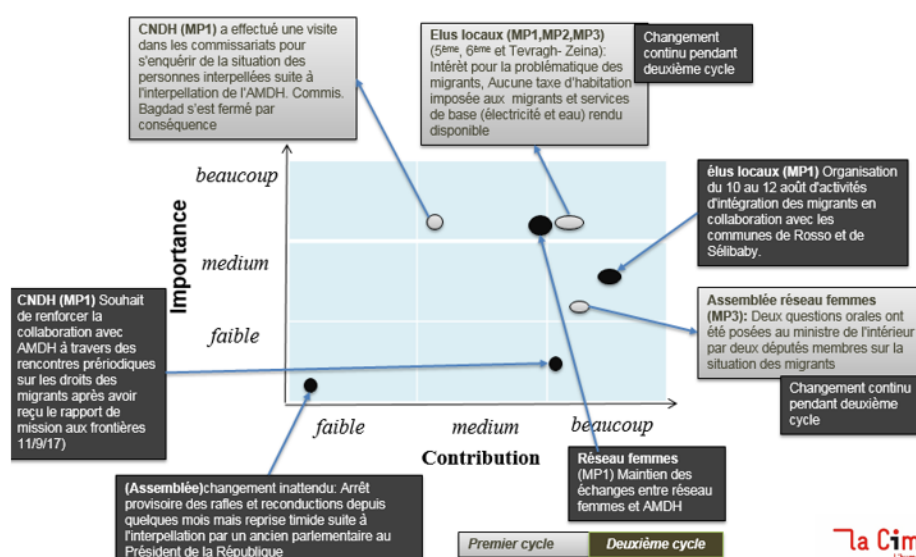 CNDH (MP1) a effectué une visite
dans les commissariats pour
s'enquérir de la situation des
personnes interpellées suite à
l'interpellation de l'AMDH. Commis.
Bagdad s'est fermé par
conséquence
Elus locaux (MP1,MP2,MP3)
(5ème, 6ème et Tevragh- Zeina):
Intérèt pour la problématique des
migrants, Aucune taxe d'habitation
imposée aux migrants et services
de base (électricité et eau) rendu
disponible
Changement
continu pendant
deuxième cycle
élus locaux (MP1) Organisation
du 10 au 12 août d'activités
d'intégration des migrants en
collaboration avec les
communes de Rosso et de
Sélibaby.
Importance
beaucoup
medium
faible
CNDH (MP1) Souhait
de renforcer la
collaboration avec
AMDH à travers des
rencontres prériodiques
sur les droits des
migrants après avoir
reçu le rapport de
mission aux frontières
11/9/17)
Assemblée réseau femmes
(MP3): Deux questions orales ont
été posées au ministre de l'intérieur
par deux députés membres sur la
situation des migrants
Changement continu
pendant deuxième
cycle
faible medium beaucoup
Contribution
Réseau femmes
(MP1) Maintien des
échanges entre réseau
femmes et AMDH
(Assemblée)changement inattendu: Arrêt
provisoire des rafles et reconductions depuis
quelques mois mais reprise timide suite à
l'interpellation par un ancien parlementaire au
Président de la République
Premier cycle Deuxième cycle
la Cim